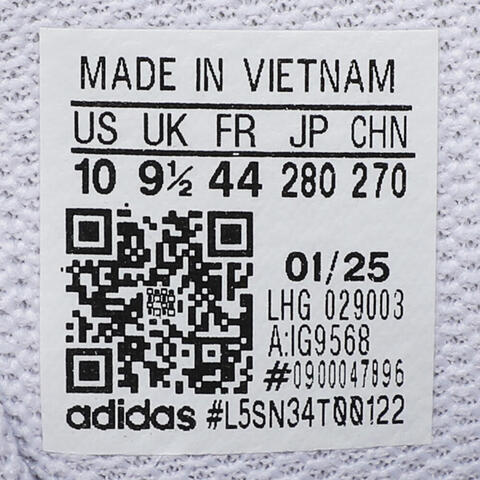 MADE IN VIETNAM
US UK FR JP CHN
10 9½ 44 280 270
01/25
LHG 029003
A:IG9568
#0900047896
adidas #L5SN34T00122